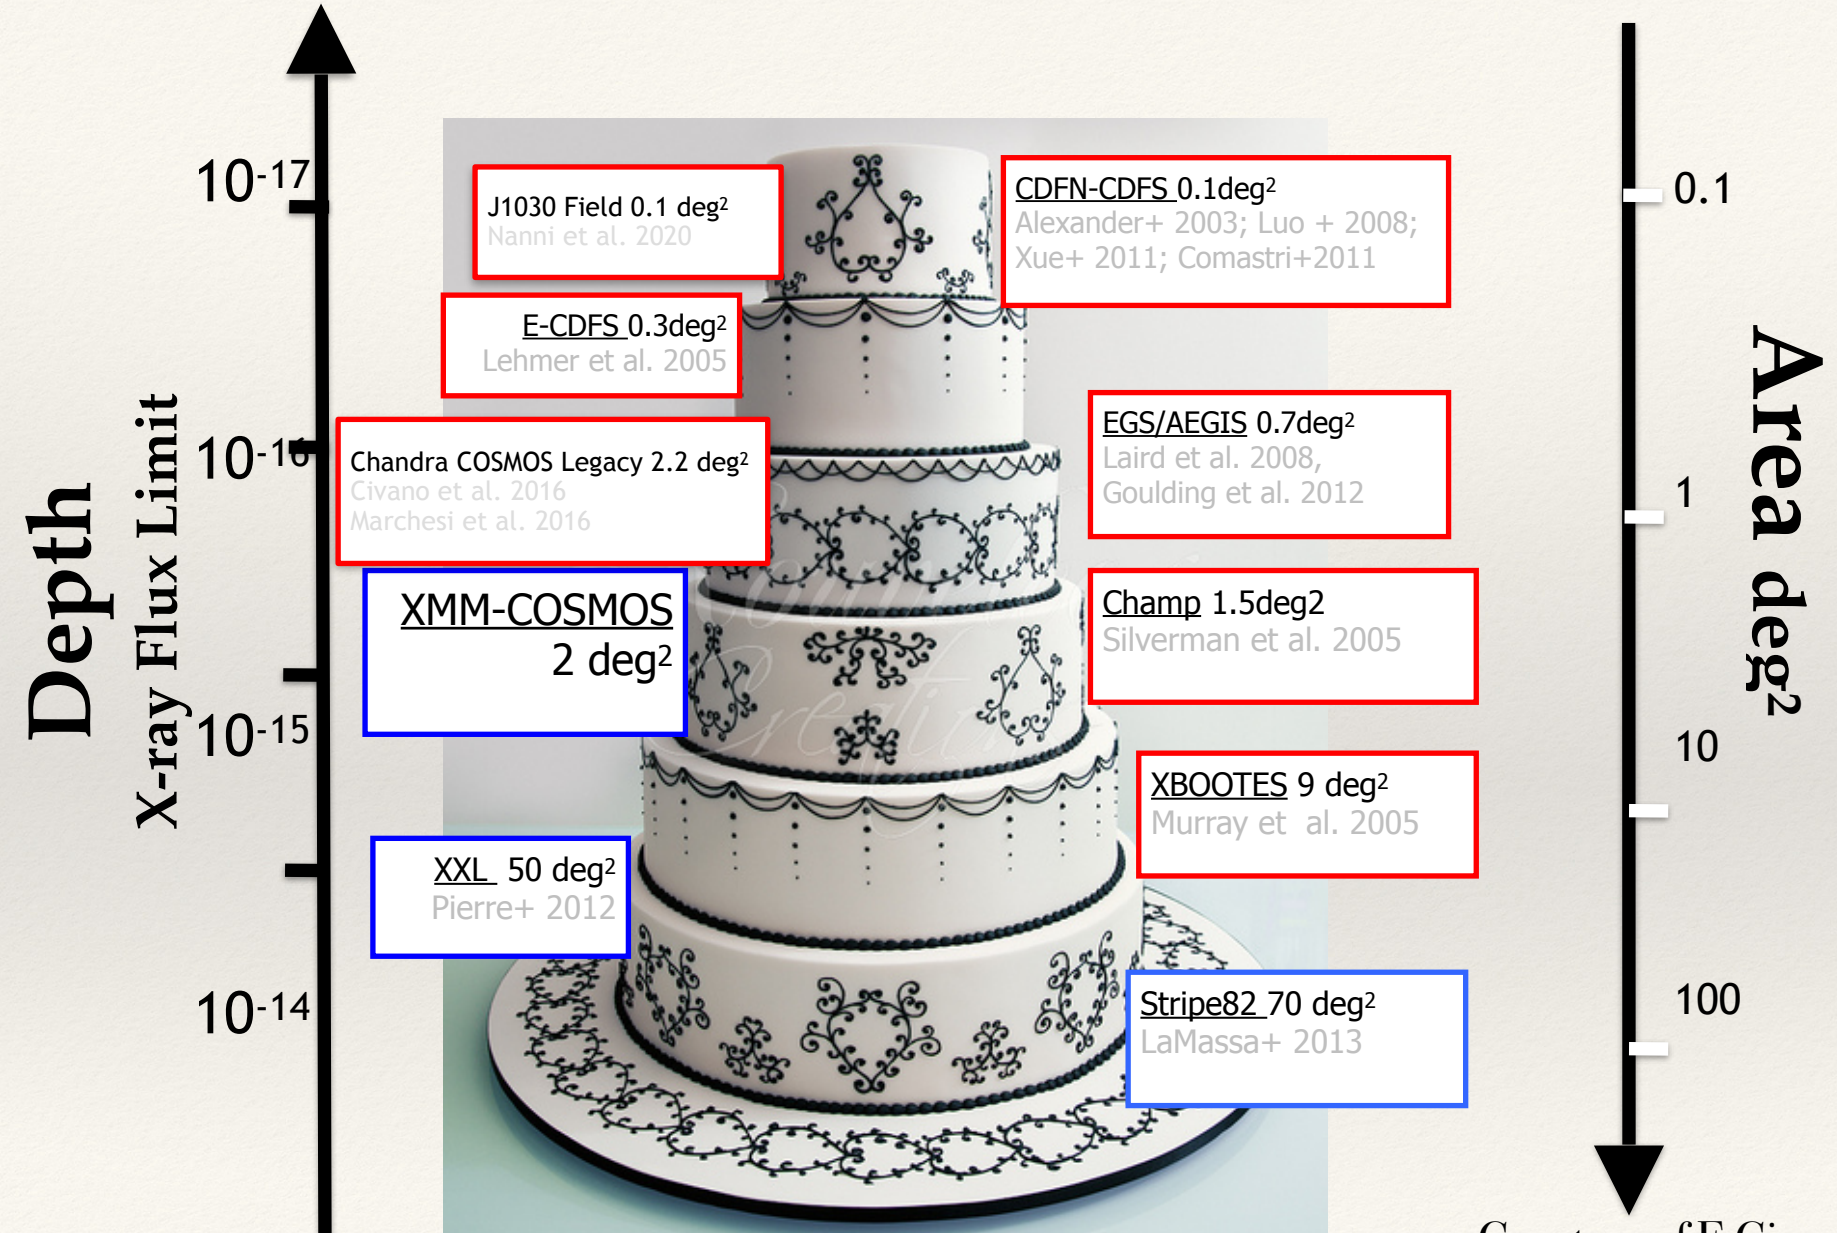 10-17
10-16
10-15
10-14
Depth
X-ray Flux Limit
J1030 Field 0.1 deg2
Nanni et al. 2020
CDFN-CDFS 0.1deg2
Alexander+ 2003; Luo + 2008;
Xue+ 2011; Comastri+2011
E-CDFS 0.3deg2
Lehmer et al. 2005
EGS/AEGIS 0.7deg2
Laird et al. 2008,
Goulding et al. 2012
Chandra COSMOS Legacy 2.2 deg2
Civano et al. 2016
Marchesi et al. 2016
XMM-COSMOS
2 deg2
Champ 1.5deg2
Silverman et al. 2005
XBOOTES 9 deg2
Murray et  al. 2005
XXL  50 deg2
Pierre+ 2012
Stripe82 70 deg2
LaMassa+ 2013
0.1
1
10
100
Area deg2